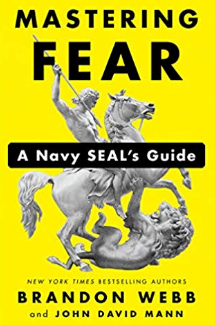 MASTERING
FEAR
A Navy SEAL's Guide
NEW YORK TIMES BESTSELLING AUTHORS
BRANDON WEBB
and JOHN DAVID MANN